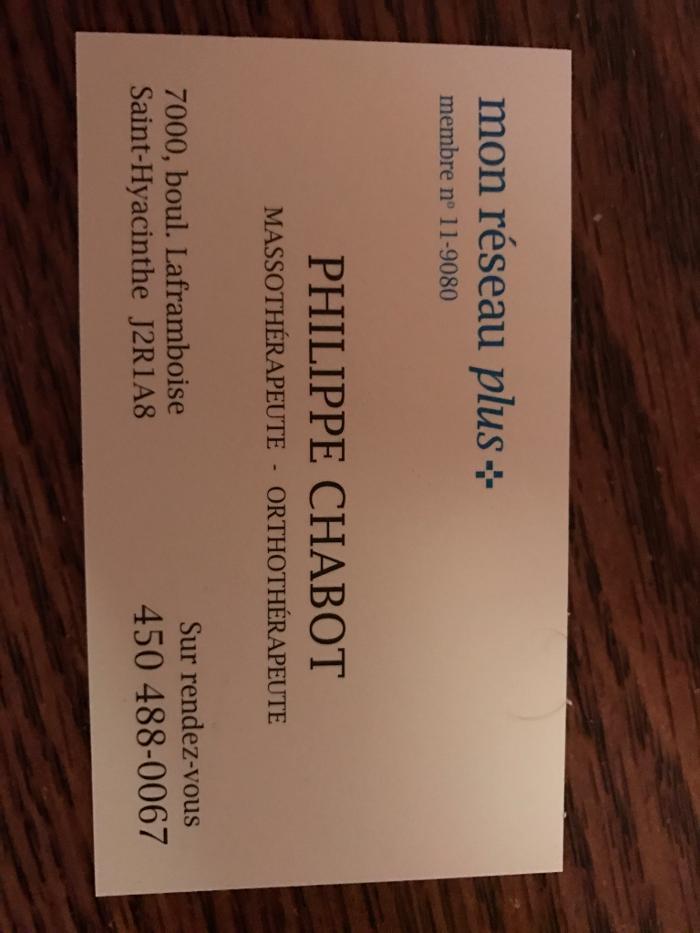 mon réseau plus
membre nº 11-9080
PHILIPPE CHABOT
MASSOTHÉRAPEUTE - ORTHOTHÉRAPEUTE
7000, boul. Laframboise
Saint-Hyacinthe J2R1A8
Sur rendez-vous
450 488-0067